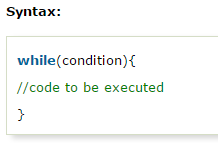 Syntax:
while(condition){
//code to be executed
}